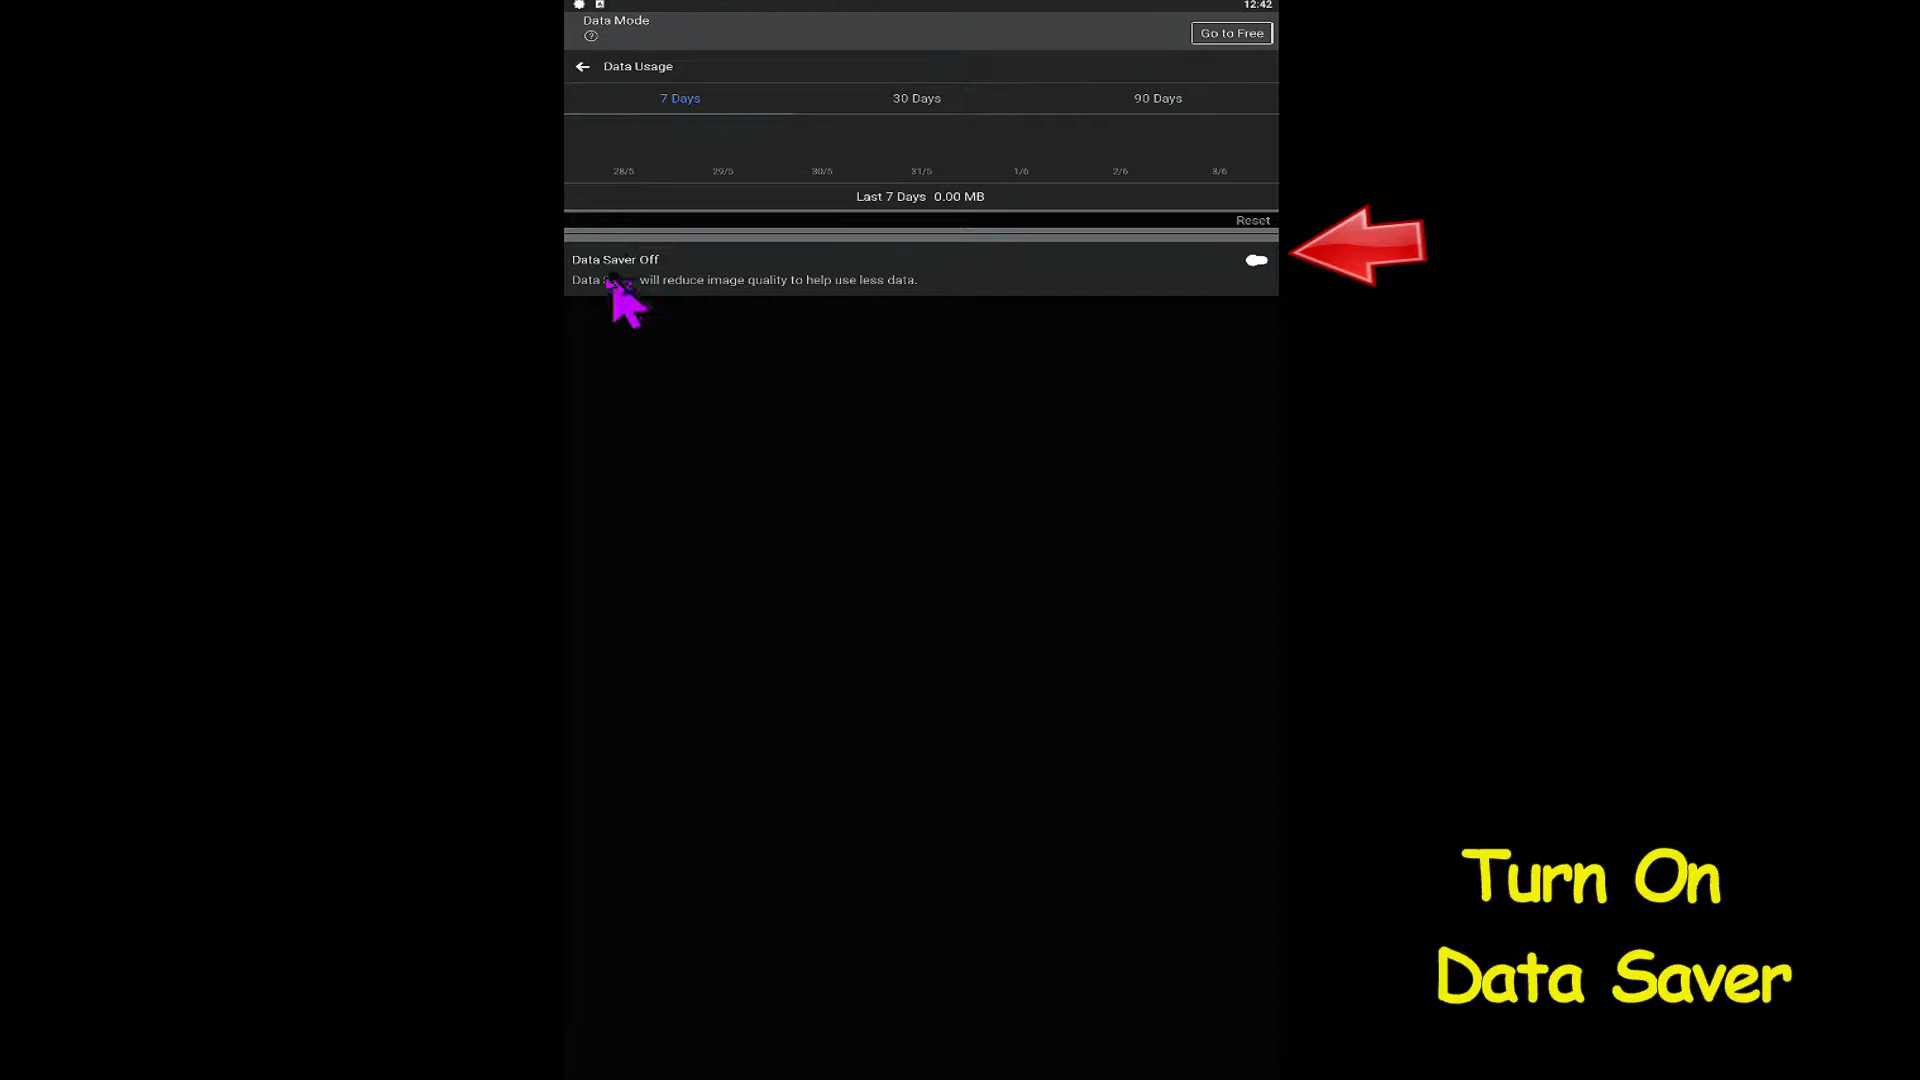 12:42
Data Mode
Go to Free
Data Usage
7 Days 30 Days 90 Days
28/5 29/5 30/5 31/5 1/6 2/6 3/6
Last 7 Days 0.00 MB
Reset
Data Saver Off
Data will reduce image quality to help use less data.
Turn On
Data Saver